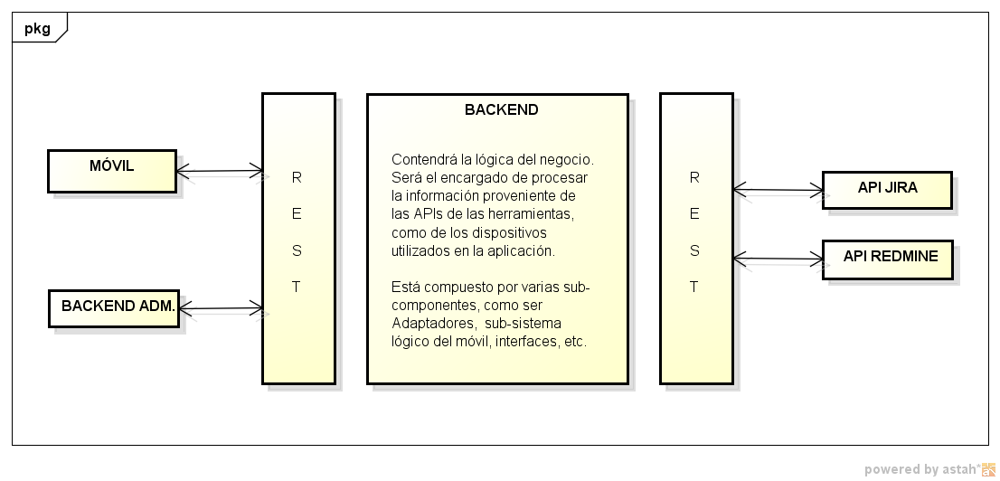 pkg
MÓVIL
BACKEND ADM.
R
E
S
T
BACKEND
Contendrá la lógica del negocio.
Será el encargado de procesar
la información proveniente de
las APIs de las herramientas,
como de los dispositivos
utilizados en la aplicación.
Está compuesto por varias sub-
componentes, como ser
Adaptadores, sub-sistema
lógico del móvil, interfaces, etc.
R
E
S
T
API JIRA
API REDMINE
powered by astah*